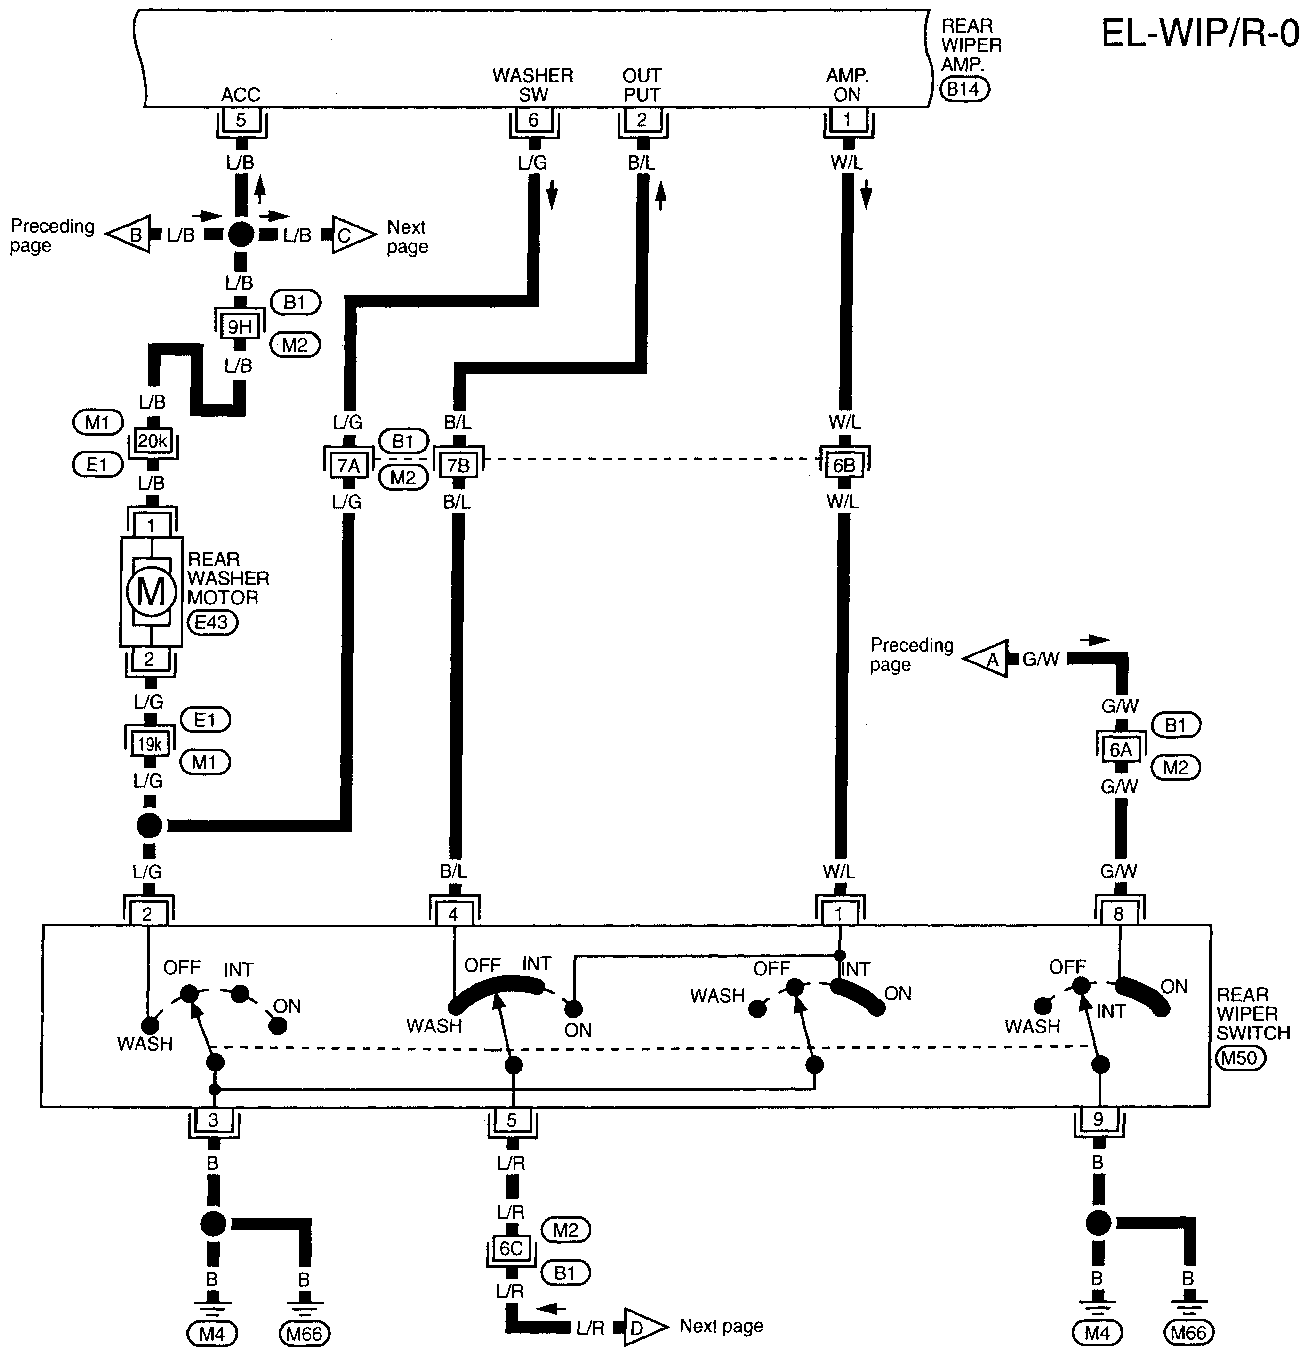 EL-WIP/R-0
REAR
WIPER
AMP.
B14
WASHER
SW
OUT
PUT
AMP.
ON
ACC
5
6
2
1
L/B
L/G
B/L
W/L
Preceding
page
B
L/B
L/B
C
Next
page
L/B
B1
9H
M2
L/B
L/B
M1
20k
E1
L/B
L/G
B/L
W/L
B1
7A
7B
6B
M2
L/G
B/L
W/L
1
REAR
WASHER
MOTOR
M
E43
2
L/G
E1
19k
M1
L/G
Preceding
page
A
G/W
G/W
B1
6A
M2
G/W
L/G
B/L
W/L
G/W
2
4
1
8
OFF
INT
ON
WASH
OFF
INT
ON
WASH
OFF
INT
ON
WASH
OFF
INT
ON
WASH
REAR
WIPER
SWITCH
M50
3
5
9
B
L/R
B
L/R
M2
6C
B1
L/R
B
B
B
B
M4
M66
L/R
D
Next page
M4
M66